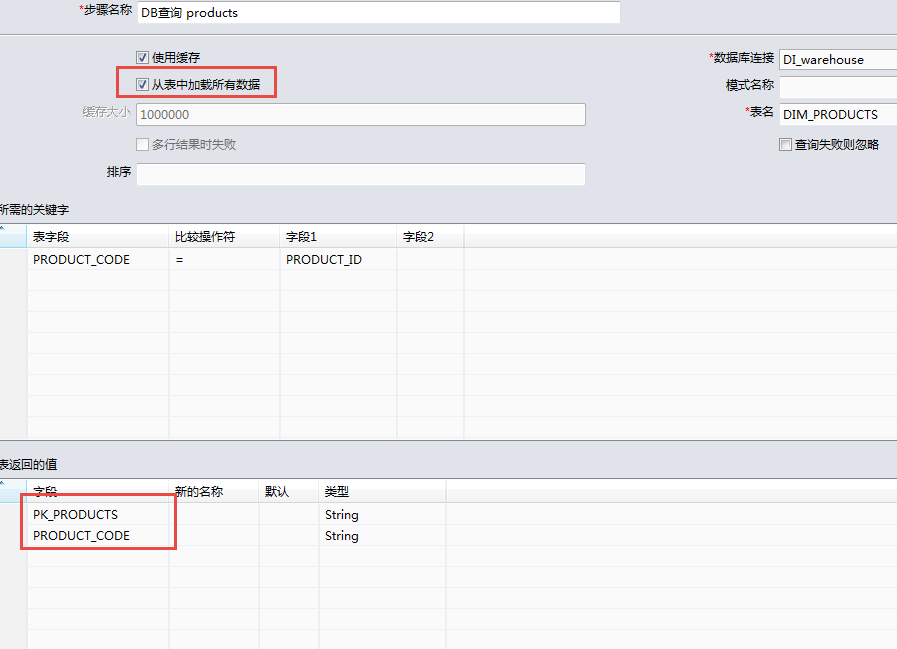 *步骤名称 DB查询 products
使用缓存 *数据库连接 DI_warehouse
从表中加载所有数据 模式名称
缓存大小 1000000 *表名 DIM_PRODUCTS
多行结果时失败 查询失败则忽略
排序
所需的关键字
表字段 比较操作符 字段1 字段2
PRODUCT_CODE = PRODUCT_ID
表返回的值
字段 新的名称 默认 类型
PK_PRODUCTS String
PRODUCT_CODE String